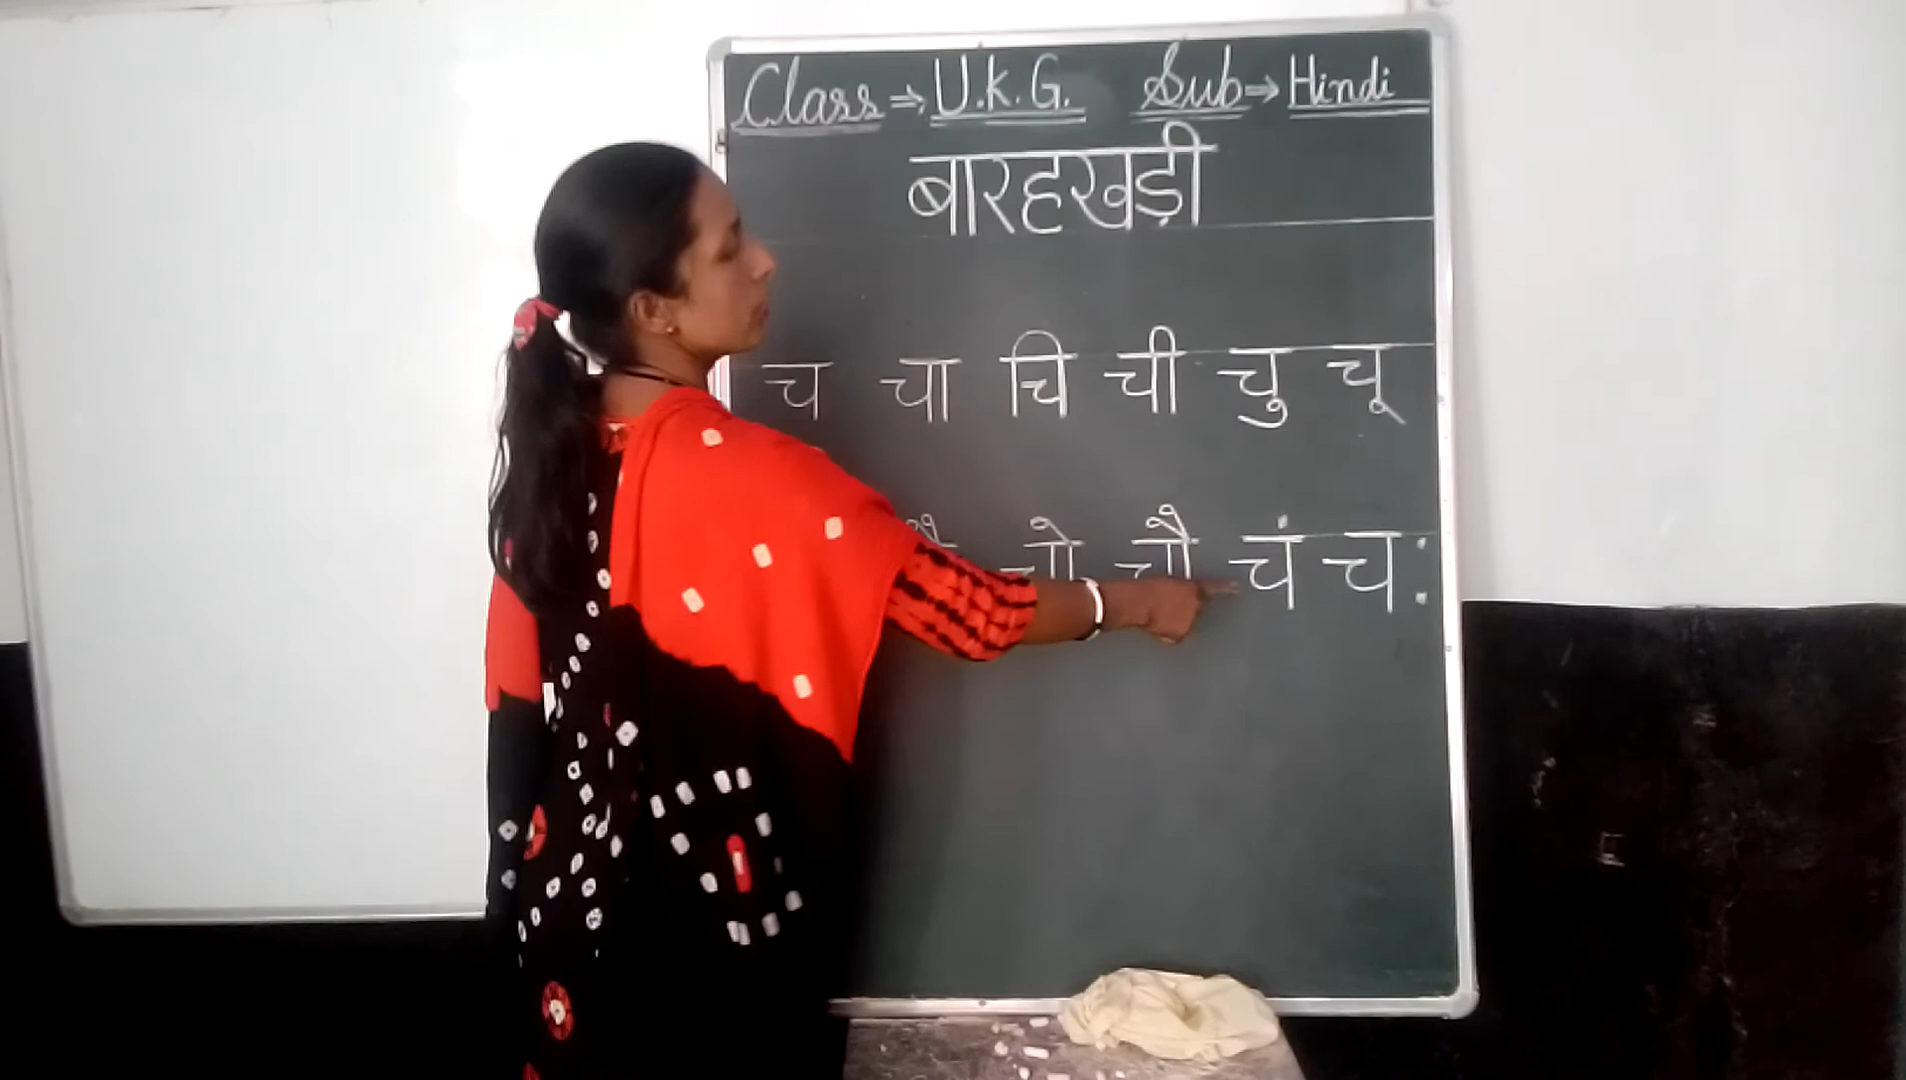 Class ⇒ U.K.G. Sub ⇒ Hindi
बारहखड़ी
च चा चि ची चु चू
चो चौ चं च: